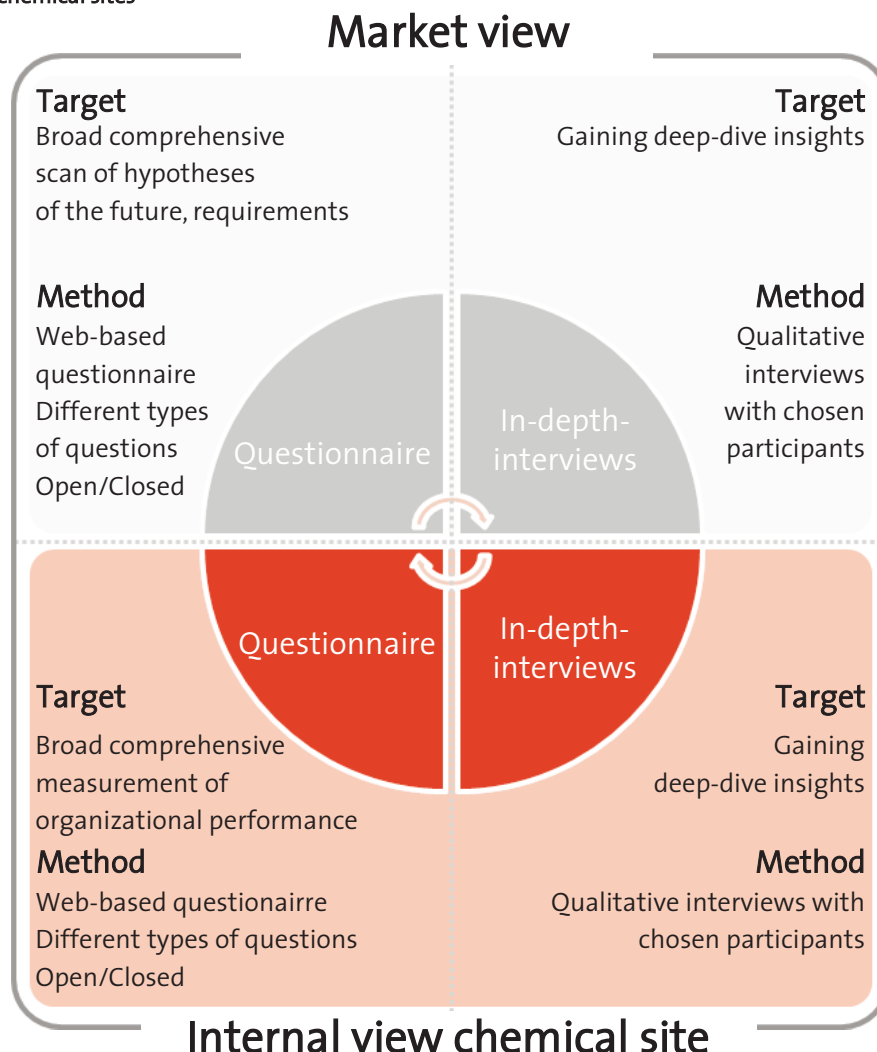 chemical sites
Market view
Target
Broad comprehensive
scan of hypotheses
of the future, requirements
Target
Gaining deep-dive insights
Method
Web-based
questionnaire
Different types
of questions
Open/Closed
Method
Qualitative
interviews
with chosen
participants
Questionnaire
In-depth-
interviews
Questionnaire
In-depth-
interviews
Target
Broad comprehensive
measurement of
organizational performance
Method
Web-based questionairre
Different types of questions
Open/Closed
Target
Gaining
deep-dive insights
Method
Qualitative interviews with
chosen participants
Internal view chemical site